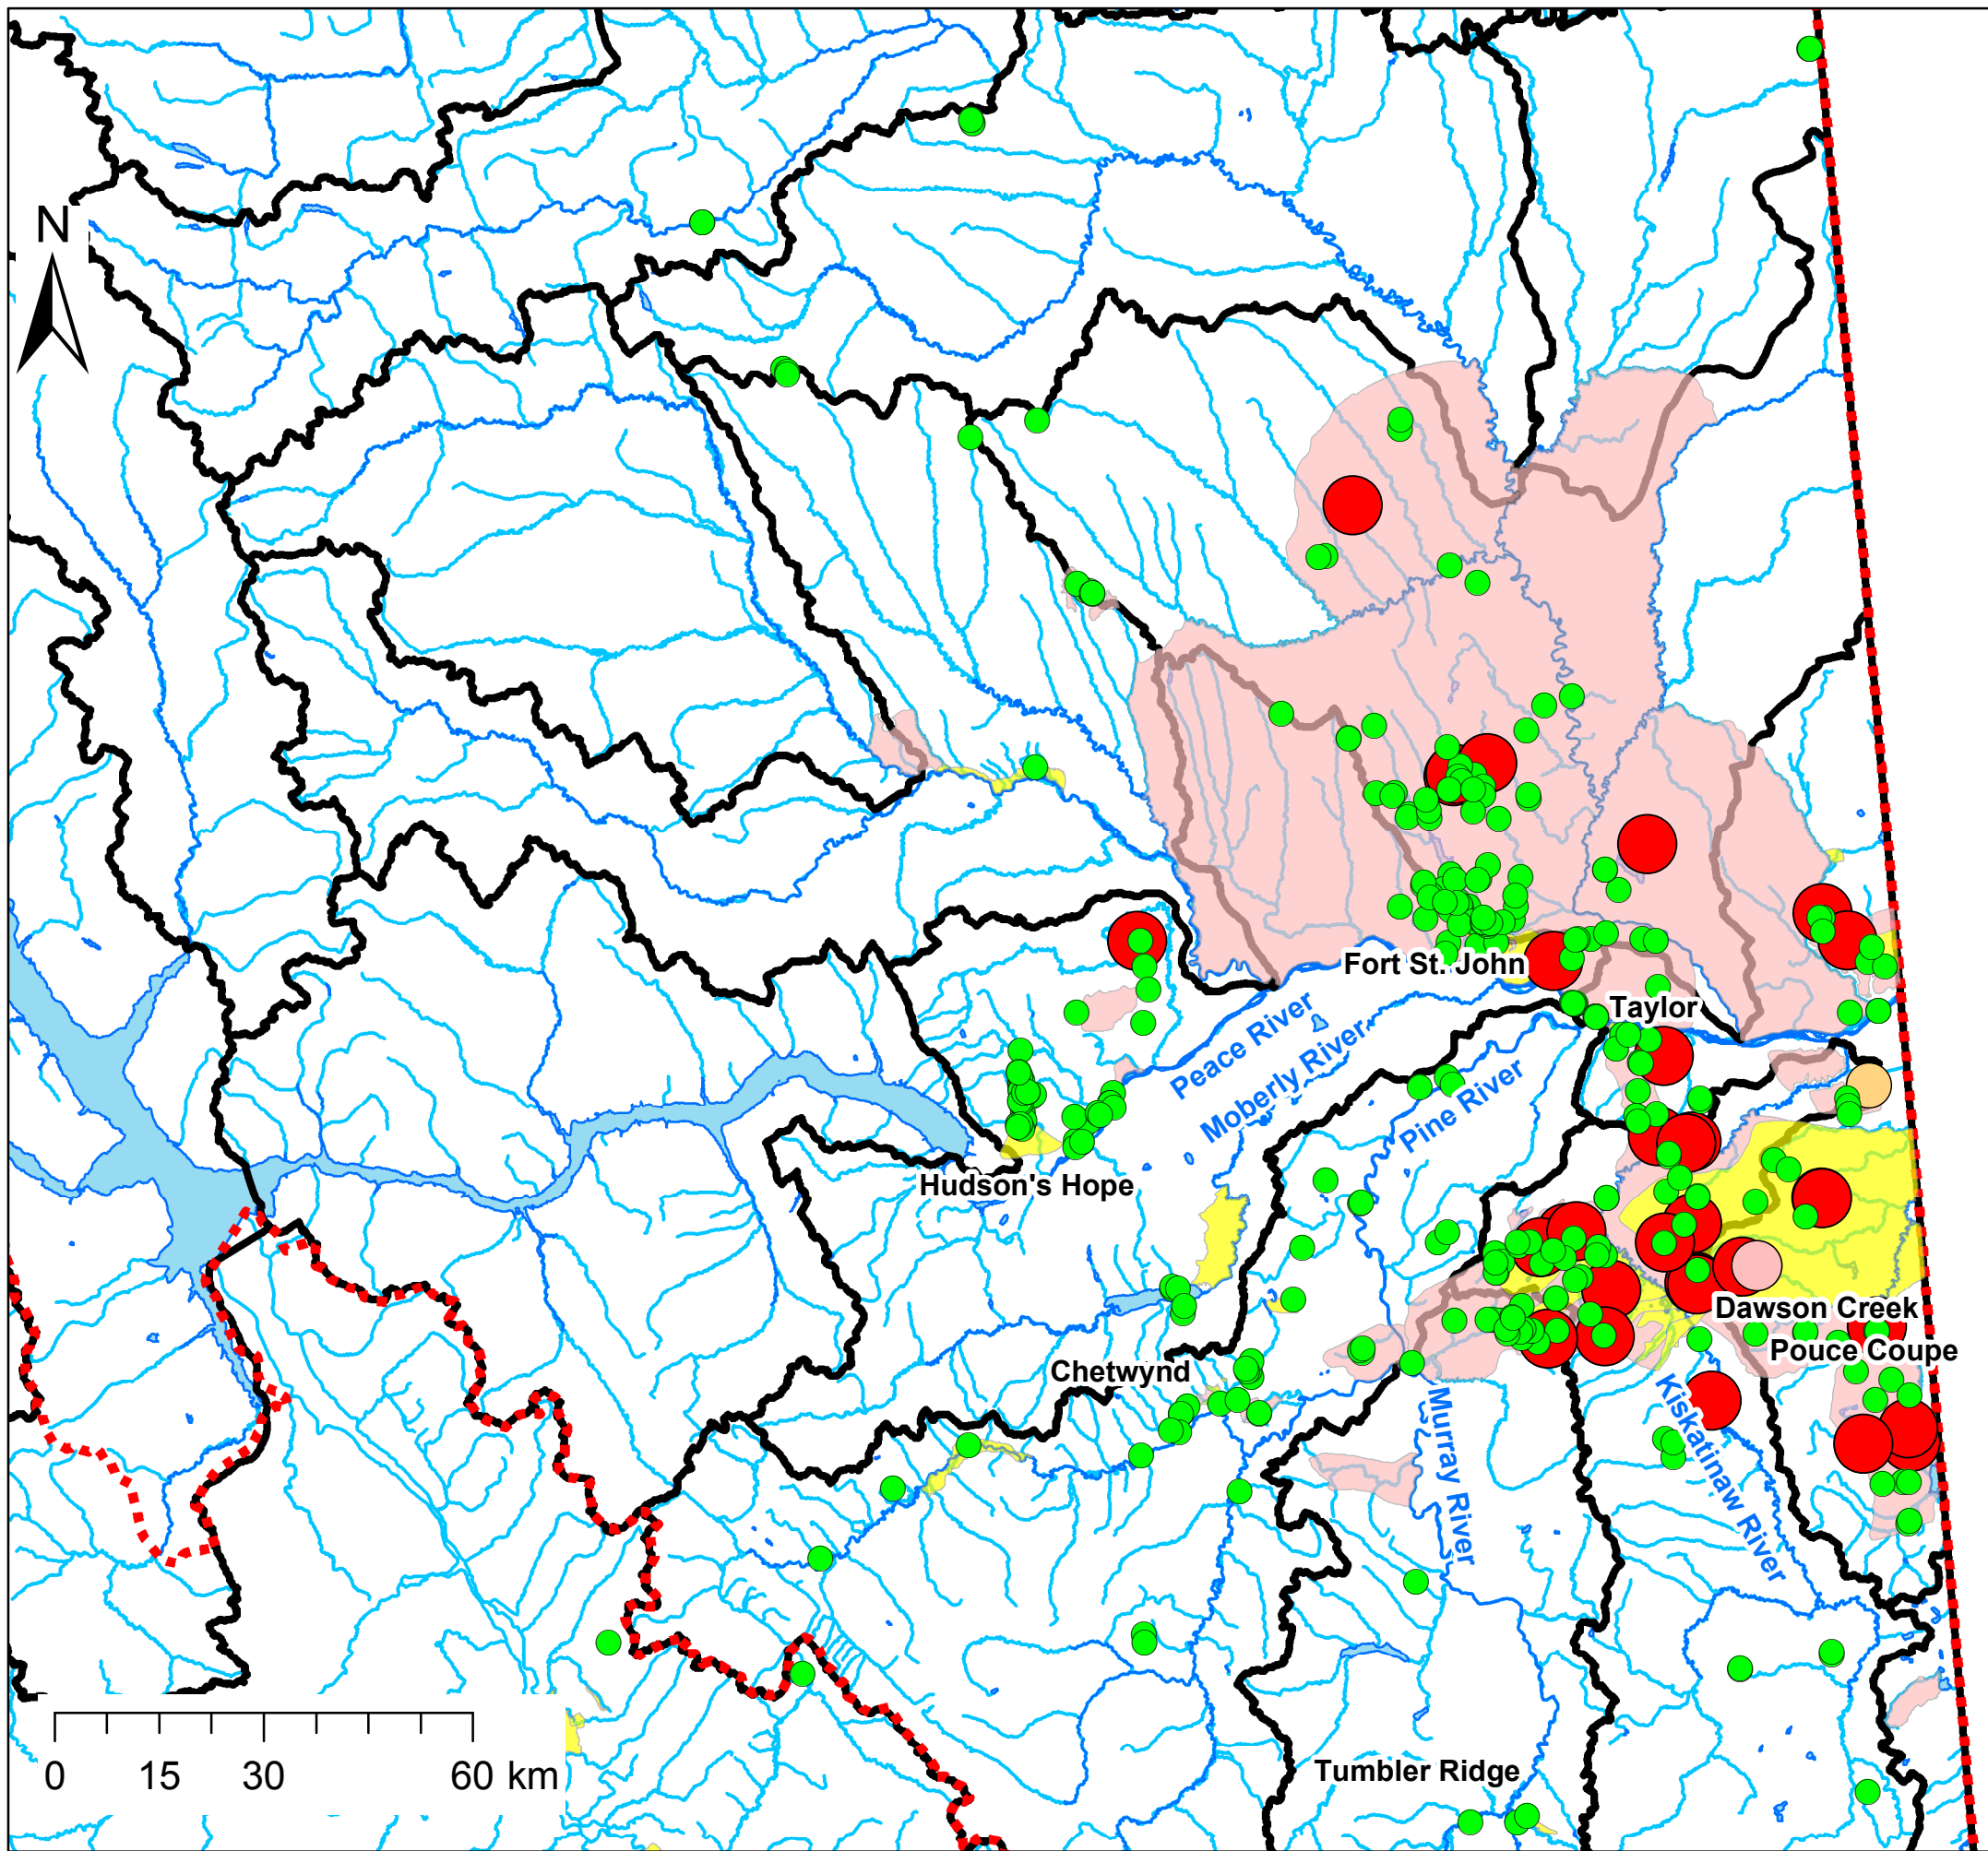 N
Fort St. John
Taylor
Peace River
Moberly River
Pine River
Hudson's Hope
Dawson Creek
Pouce Coupe
Chetwynd
Murray River
Kiskatinaw River
Tumbler Ridge
0 15 30 60 km